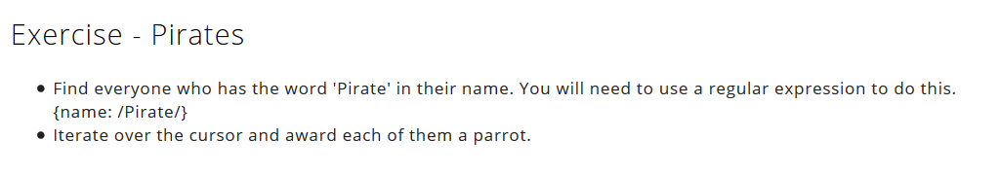 Exercise - Pirates
• Find everyone who has the word 'Pirate' in their name. You will need to use a regular expression to do this.
{name: /Pirate/}
• Iterate over the cursor and award each of them a parrot.